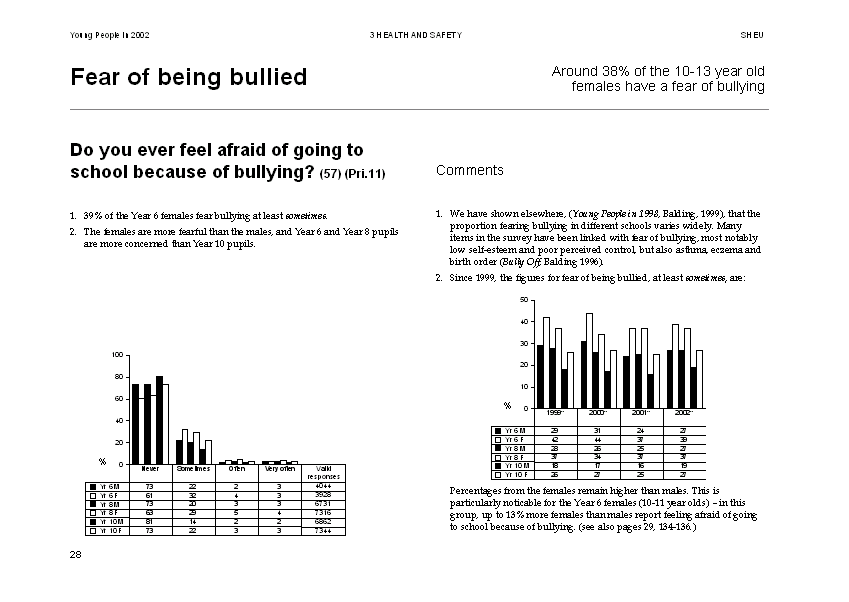 Young People in 2002
3 HEALTH AND SAFETY
SHEU
Fear of being bullied
Around 38% of the 10-13 year old
females have a fear of bullying
Do you ever feel afraid of going to
school because of bullying? (57) (Pri.11)
1. 39% of the Year 6 females fear bullying at least sometimes.
2. The females are more fearful than the males, and Year 6 and Year 8 pupils
are more concerned than Year 10 pupils.
100
80
60
40
20
0
%
Never Sometimes Often Very often Valid
responses
Yr 6 M 73 22 2 3 4044
Yr 6 F 61 32 4 3 3928
Yr 8 M 73 20 3 3 6731
Yr 8 F 63 29 5 4 7316
Yr 10 M 81 14 2 2 6862
Yr 10 F 73 22 3 3 7344
28
Comments
1. We have shown elsewhere, (Young People in 1998, Balding, 1999), that the
proportion fearing bullying in different schools varies widely. Many
items in the survey have been linked with fear of bullying, most notably
low self-esteem and poor perceived control, but also asthma, eczema and
birth order (Bully Off, Balding 1996).
2. Since 1999, the figures for fear of being bullied, at least sometimes, are:
50
40
30
20
10
0
%
1999 2000 2001 2002
Yr 6 M 29 31 24 27
Yr 6 F 42 44 37 39
Yr 8 M 28 26 25 27
Yr 8 F 37 34 37 37
Yr 10 M 18 17 16 19
Yr 10 F 26 27 25 27
Percentages from the females remain higher than males. This is
particularly noticable for the Year 6 females (10-11 year olds) – in this
group, up to 13% more females than males report feeling afraid of going
to school because of bullying. (see also pages 29, 134-136.)